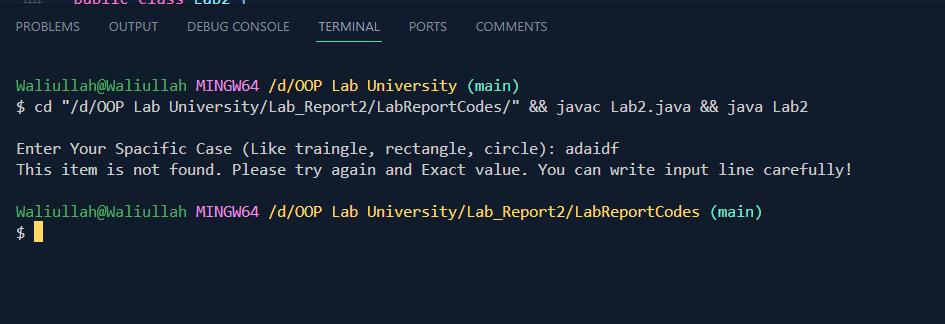 public class Lab2 {
PROBLEMS OUTPUT DEBUG CONSOLE TERMINAL PORTS COMMENTS
Waliullah@Waliullah MINGW64 /d/OOP Lab University (main)
$ cd "/d/OOP Lab University/Lab_Report2/LabReportCodes/" && javac Lab2.java && java Lab2
Enter Your Spacific Case (Like traingle, rectangle, circle): adaidf
This item is not found. Please try again and Exact value. You can write input line carefully!
Waliullah@Waliullah MINGW64 /d/OOP Lab University/Lab_Report2/LabReportCodes (main)
$